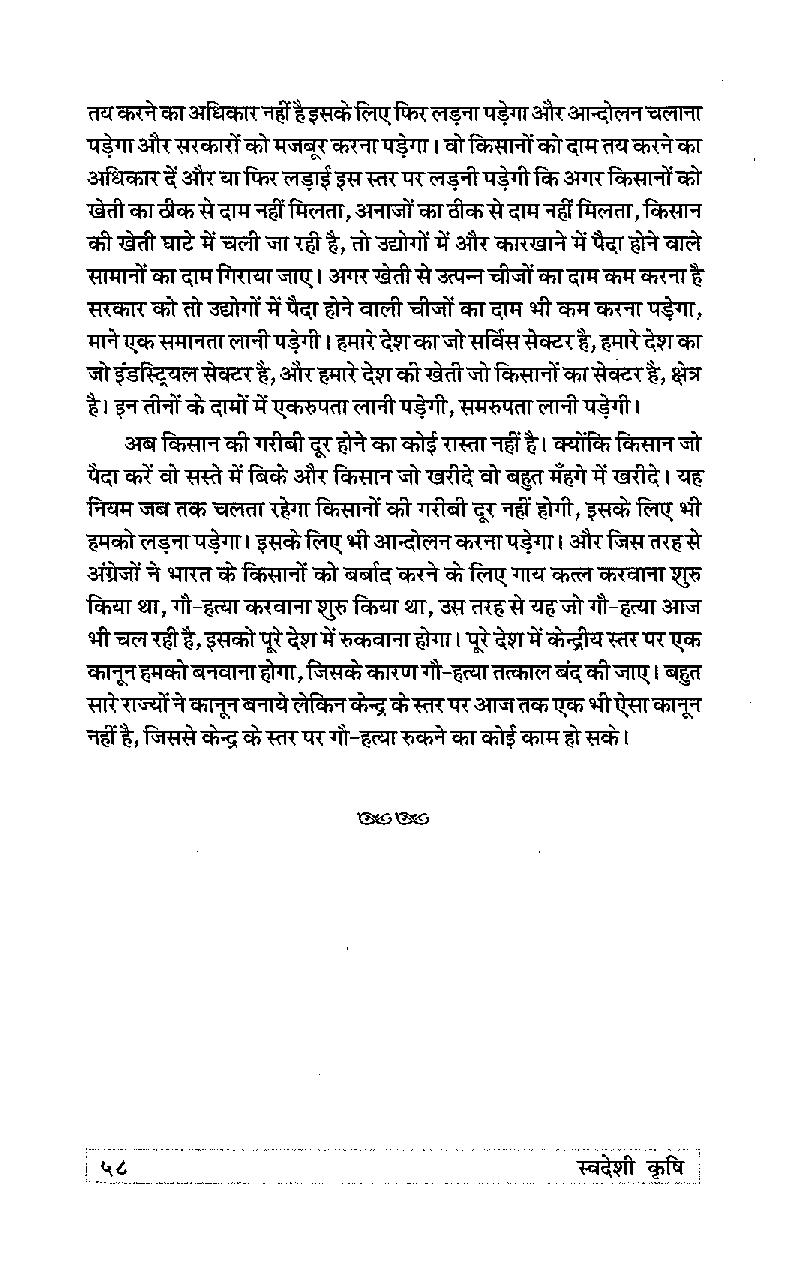 तय करने का अधिकार नहीं है इसके लिए फिर लड़ना पड़ेगा और आन्दोलन चलाना
पड़ेगा और सरकारों को मजबूर करना पड़ेगा। वो किसानों को दाम तय करने का
अधिकार दें और या फिर लड़ाई इस स्तर पर लड़नी पड़ेगी कि अगर किसानों को
खेती का ठीक से दाम नहीं मिलता, अनाजों का ठीक से दाम नहीं मिलता, किसान
की खेती घाटे में चली जा रही है, तो उद्योगों में और कारखाने में पैदा होने वाले
सामानों का दाम गिराया जाए। अगर खेती से उत्पन्न चीजों का दाम कम करना है
सरकार को तो उद्योगों में पैदा होने वाली चीजों का दाम भी कम करना पड़ेगा,
माने एक समानता लानी पड़ेगी। हमारे देश का जो सर्विस सेक्टर है, हमारे देश का
जो इंडस्ट्रियल सेक्टर है, और हमारे देश की खेती जो किसानों का सेक्टर है, क्षेत्र
है। इन तीनों के दामों में एकरुपता लानी पड़ेगी, समरुपता लानी पड़ेगी।
अब किसान की गरीबी दूर होने का कोई रास्ता नहीं है। क्योंकि किसान जो
पैदा करें वो सस्ते में बिके और किसान जो खरीदे वो बहुत मँहगे में खरीदे। यह
नियम जब तक चलता रहेगा किसानों की गरीबी दूर नहीं होगी, इसके लिए भी
हमको लड़ना पड़ेगा। इसके लिए भी आन्दोलन करना पड़ेगा। और जिस तरह से
अंग्रेजों ने भारत के किसानों को बर्बाद करने के लिए गाय कत्ल करवाना शुरु
किया था, गौ-हत्या करवाना शुरु किया था, उस तरह से यह जो गौ-हत्या आज
भी चल रही है, इसको पूरे देश में रुकवाना होगा। पूरे देश में केन्द्रीय स्तर पर एक
कानून हमको बनवाना होगा, जिसके कारण गौ-हत्या तत्काल बंद की जाए। बहुत
सारे राज्यों ने कानून बनाये लेकिन केन्द्र के स्तर पर आज तक एक भी ऐसा कानून
नहीं है, जिससे केन्द्र के स्तर पर गौ-हत्या रुकने का कोई काम हो सके।
५८ स्वदेशी कृषि